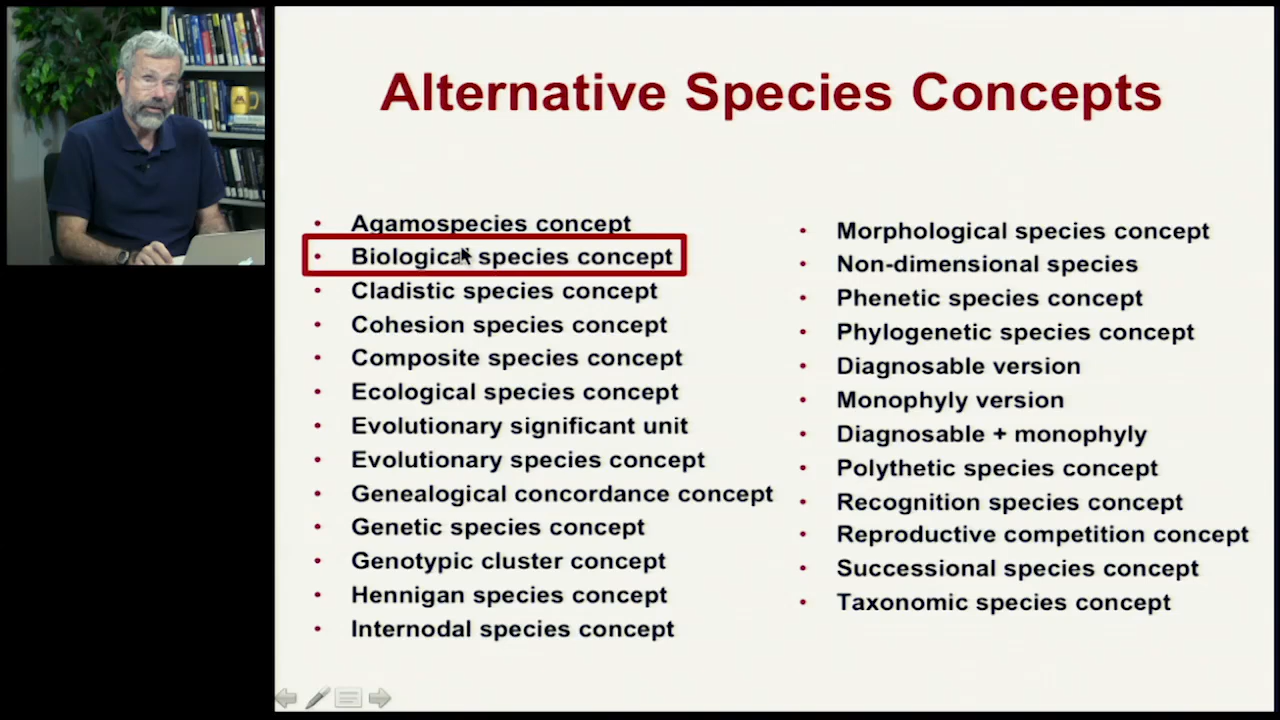 Alternative Species Concepts
• Agamospecies concept
• Biological species concept
• Cladistic species concept
• Cohesion species concept
• Composite species concept
• Ecological species concept
• Evolutionary significant unit
• Evolutionary species concept
• Genealogical concordance concept
• Genetic species concept
• Genotypic cluster concept
• Hennigan species concept
• Internodal species concept
• Morphological species concept
• Non-dimensional species
• Phenetic species concept
• Phylogenetic species concept
• Diagnosable version
• Monophyly version
• Diagnosable + monophyly
• Polythetic species concept
• Recognition species concept
• Reproductive competition concept
• Successional species concept
• Taxonomic species concept